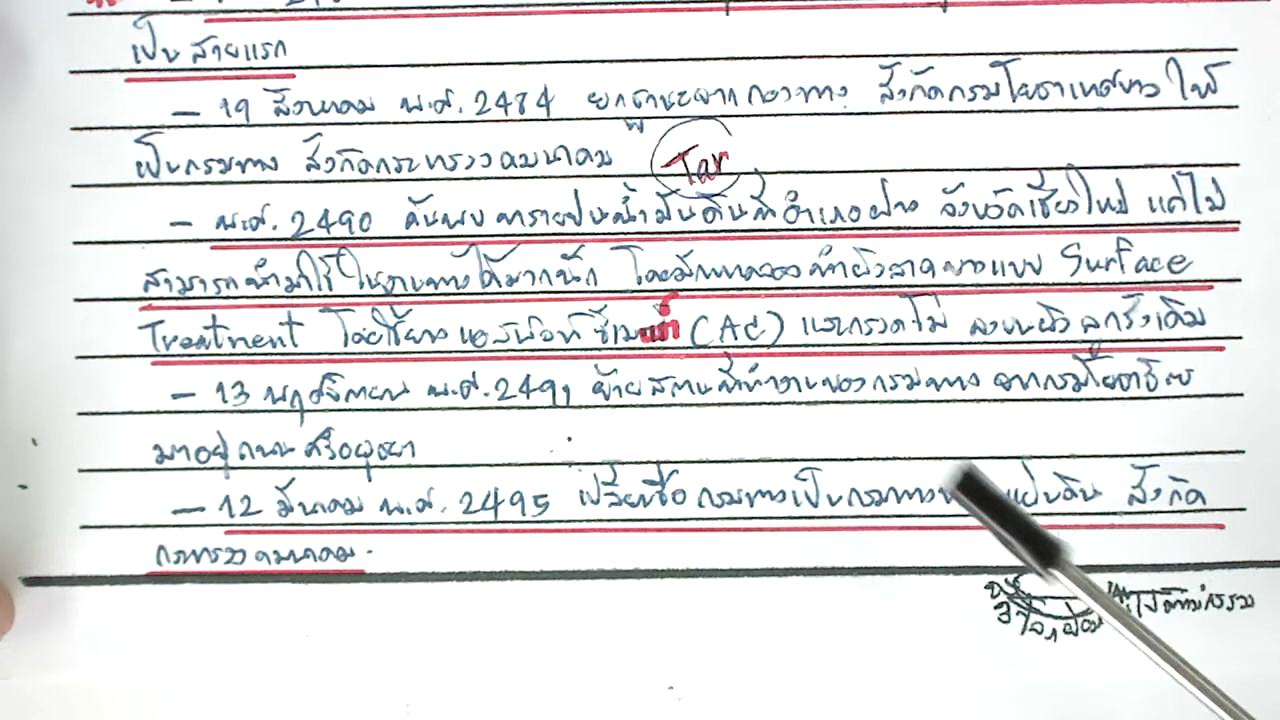 เป็นสายแรก
- 19 สิงหาคม พ.ศ. 2484 ยกฐานะจากกองทาง สังกัดกรมโยธาเทศบาล ให้
เป็นกรมทาง สังกัดกระทรวงคมนาคม
Tar
- พ.ศ. 2490 ค้นพบทรายปนน้ำมันดินที่อำเภอฝาง จังหวัดเชียงใหม่ แต่ไม่
สามารถนำมาใช้ในงานทางได้มากนัก โดยมีการทดลองทำผิวลาดยางแบบ Surface
Treatment โดยใช้ยางแอสฟัลท์ซีเมนต์ (AC) และกรวดโม่ ลงบนผิวลูกรังเดิม
- 13 พฤศจิกายน พ.ศ. 2491 ย้ายสถานที่ทำงานของกรมทาง จากกรมโยธาธิการ
มาอยู่ถนนศรีอยุธยา
- 12 มีนาคม พ.ศ. 2495 เปลี่ยนชื่อกรมทางเป็นกรมทาง แผ่นดิน สังกัด
กระทรวงคมนาคม.